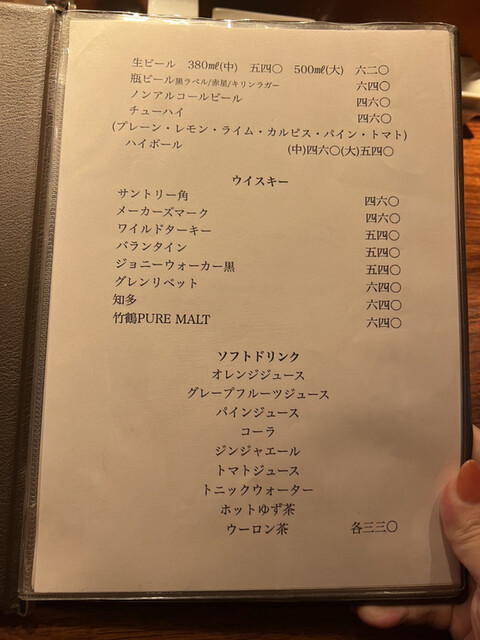 生ビール 380㎖(中) 五四〇 500㎖(大) 六二〇
瓶ビール黒ラベル/赤星/キリンラガー 六四〇
ノンアルコールビール 四六〇
チューハイ 四六〇
(プレーン・レモン・ライム・カルピス・パイン・トマト)
ハイボール (中)四六〇(大)五四〇
ウイスキー
サントリー角 四六〇
メーカーズマーク 四六〇
ワイルドターキー 五四〇
バランタイン 五四〇
ジョニーウォーカー黒 五四〇
グレンリベット 六四〇
知多 六四〇
竹鶴PURE MALT 六四〇
ソフトドリンク
オレンジジュース
グレープフルーツジュース
パインジュース
コーラ
ジンジャエール
トマトジュース
トニックウォーター
ホットゆず茶
ウーロン茶 各三三〇